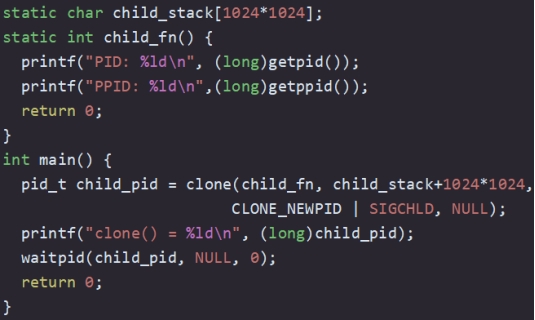 static char child_stack[1024*1024];
static int child_fn() {
  printf("PID: %ld\n", (long)getpid());
  printf("PPID: %ld\n",(long)getppid());
  return 0;
}
int main() {
  pid_t child_pid = clone(child_fn, child_stack+1024*1024,
                          CLONE_NEWPID | SIGCHLD, NULL);
  printf("clone() = %ld\n", (long)child_pid);
  waitpid(child_pid, NULL, 0);
  return 0;
}